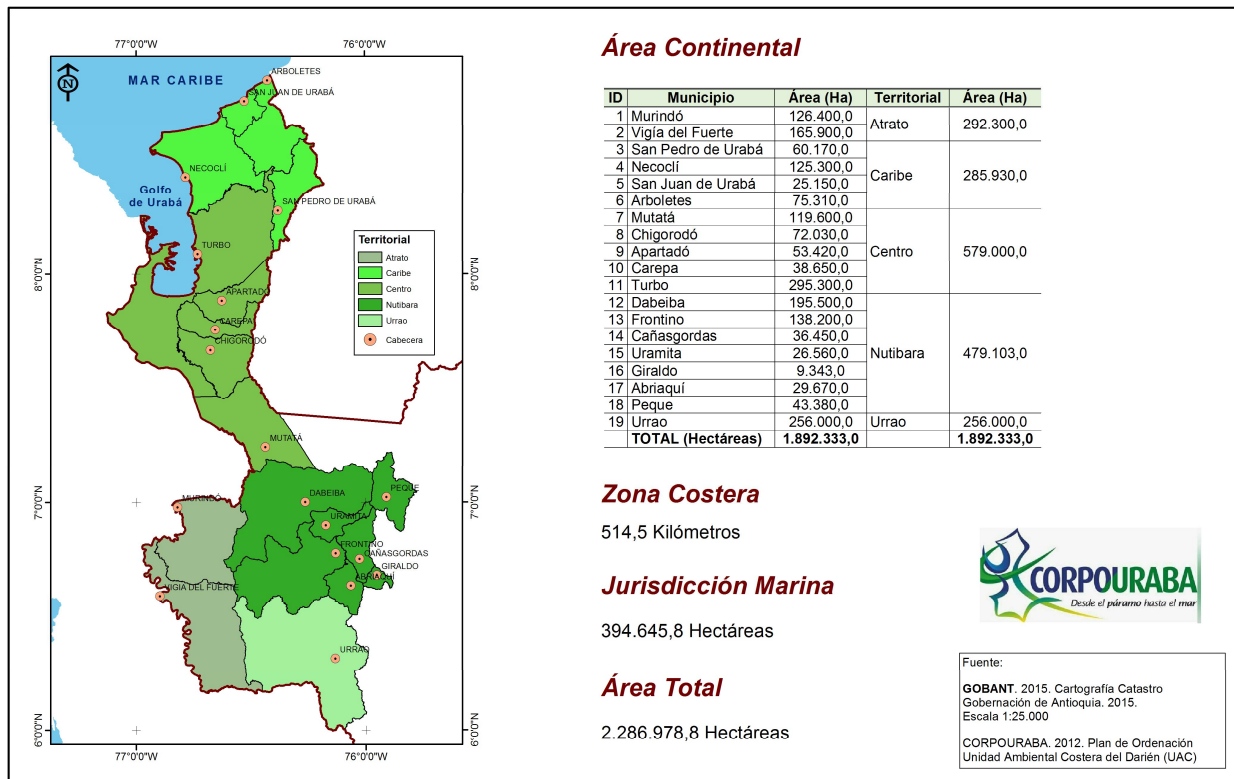 77°0'0"W 76°0'0"W
MAR CARIBE
N
ARBOLETES
SAN JUAN DE URABÁ
NECOCLÍ
Golfo
de Urabá
SAN PEDRO DE URABÁ
TURBO
8°0'0"N 8°0'0"N
APARTADÓ
CAREPA
CHIGORODÓ
Territorial
Atrato
Caribe
Centro
Nutibara
Urrao
Cabecera
MUTATÁ
7°0'0"N 7°0'0"N
MURINDÓ
DABEIBA
PEQUE
URAMITA
FRONTINO
CAÑASGORDAS
GIRALDO
ABRIAQUÍ
VIGIA DEL FUERTE
URRAO
6°0'0"N 6°0'0"N
77°0'0"W 76°0'0"W
Área Continental
ID Municipio Área (Ha) Territorial Área (Ha)
1 Murindó 126.400,0 Atrato 292.300,0
2 Vigía del Fuerte 165.900,0
3 San Pedro de Urabá 60.170,0 Caribe 285.930,0
4 Necoclí 125.300,0
5 San Juan de Urabá 25.150,0
6 Arboletes 75.310,0
7 Mutatá 119.600,0 Centro 579.000,0
8 Chigorodó 72.030,0
9 Apartadó 53.420,0
10 Carepa 38.650,0
11 Turbo 295.300,0
12 Dabeiba 195.500,0 Nutibara 479.103,0
13 Frontino 138.200,0
14 Cañasgordas 36.450,0
15 Uramita 26.560,0
16 Giraldo 9.343,0
17 Abriaquí 29.670,0
18 Peque 43.380,0
19 Urrao 256.000,0 Urrao 256.000,0
TOTAL (Hectáreas) 1.892.333,0 1.892.333,0
Zona Costera
514,5 Kilómetros
Jurisdicción Marina
394.645,8 Hectáreas
Área Total
2.286.978,8 Hectáreas
CORPOURABA
Desde el páramo hasta el mar
Fuente:
GOBANT. 2015. Cartografía Catastro
Gobernación de Antioquia. 2015.
Escala 1:25.000
CORPOURABA. 2012. Plan de Ordenación
Unidad Ambiental Costera del Darién (UAC)